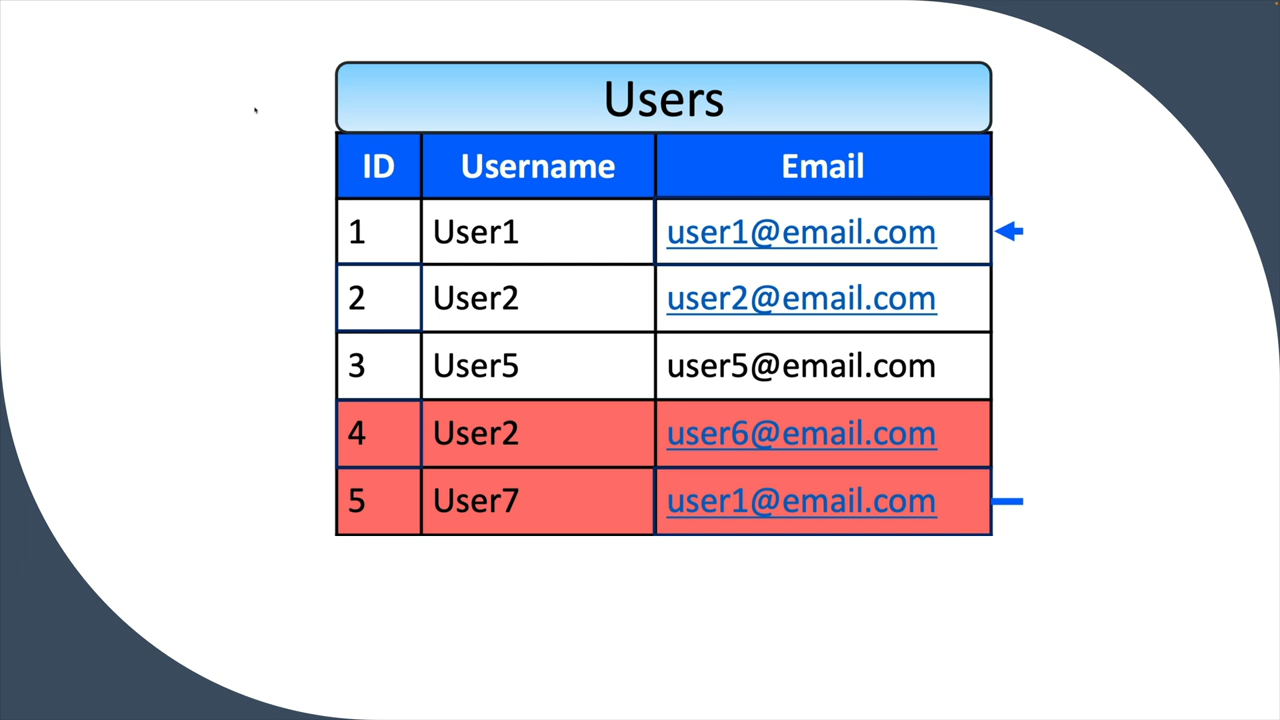 Users
ID Username Email
1 User1 user1@email.com
2 User2 user2@email.com
3 User5 user5@email.com
4 User2 user6@email.com
5 User7 user1@email.com